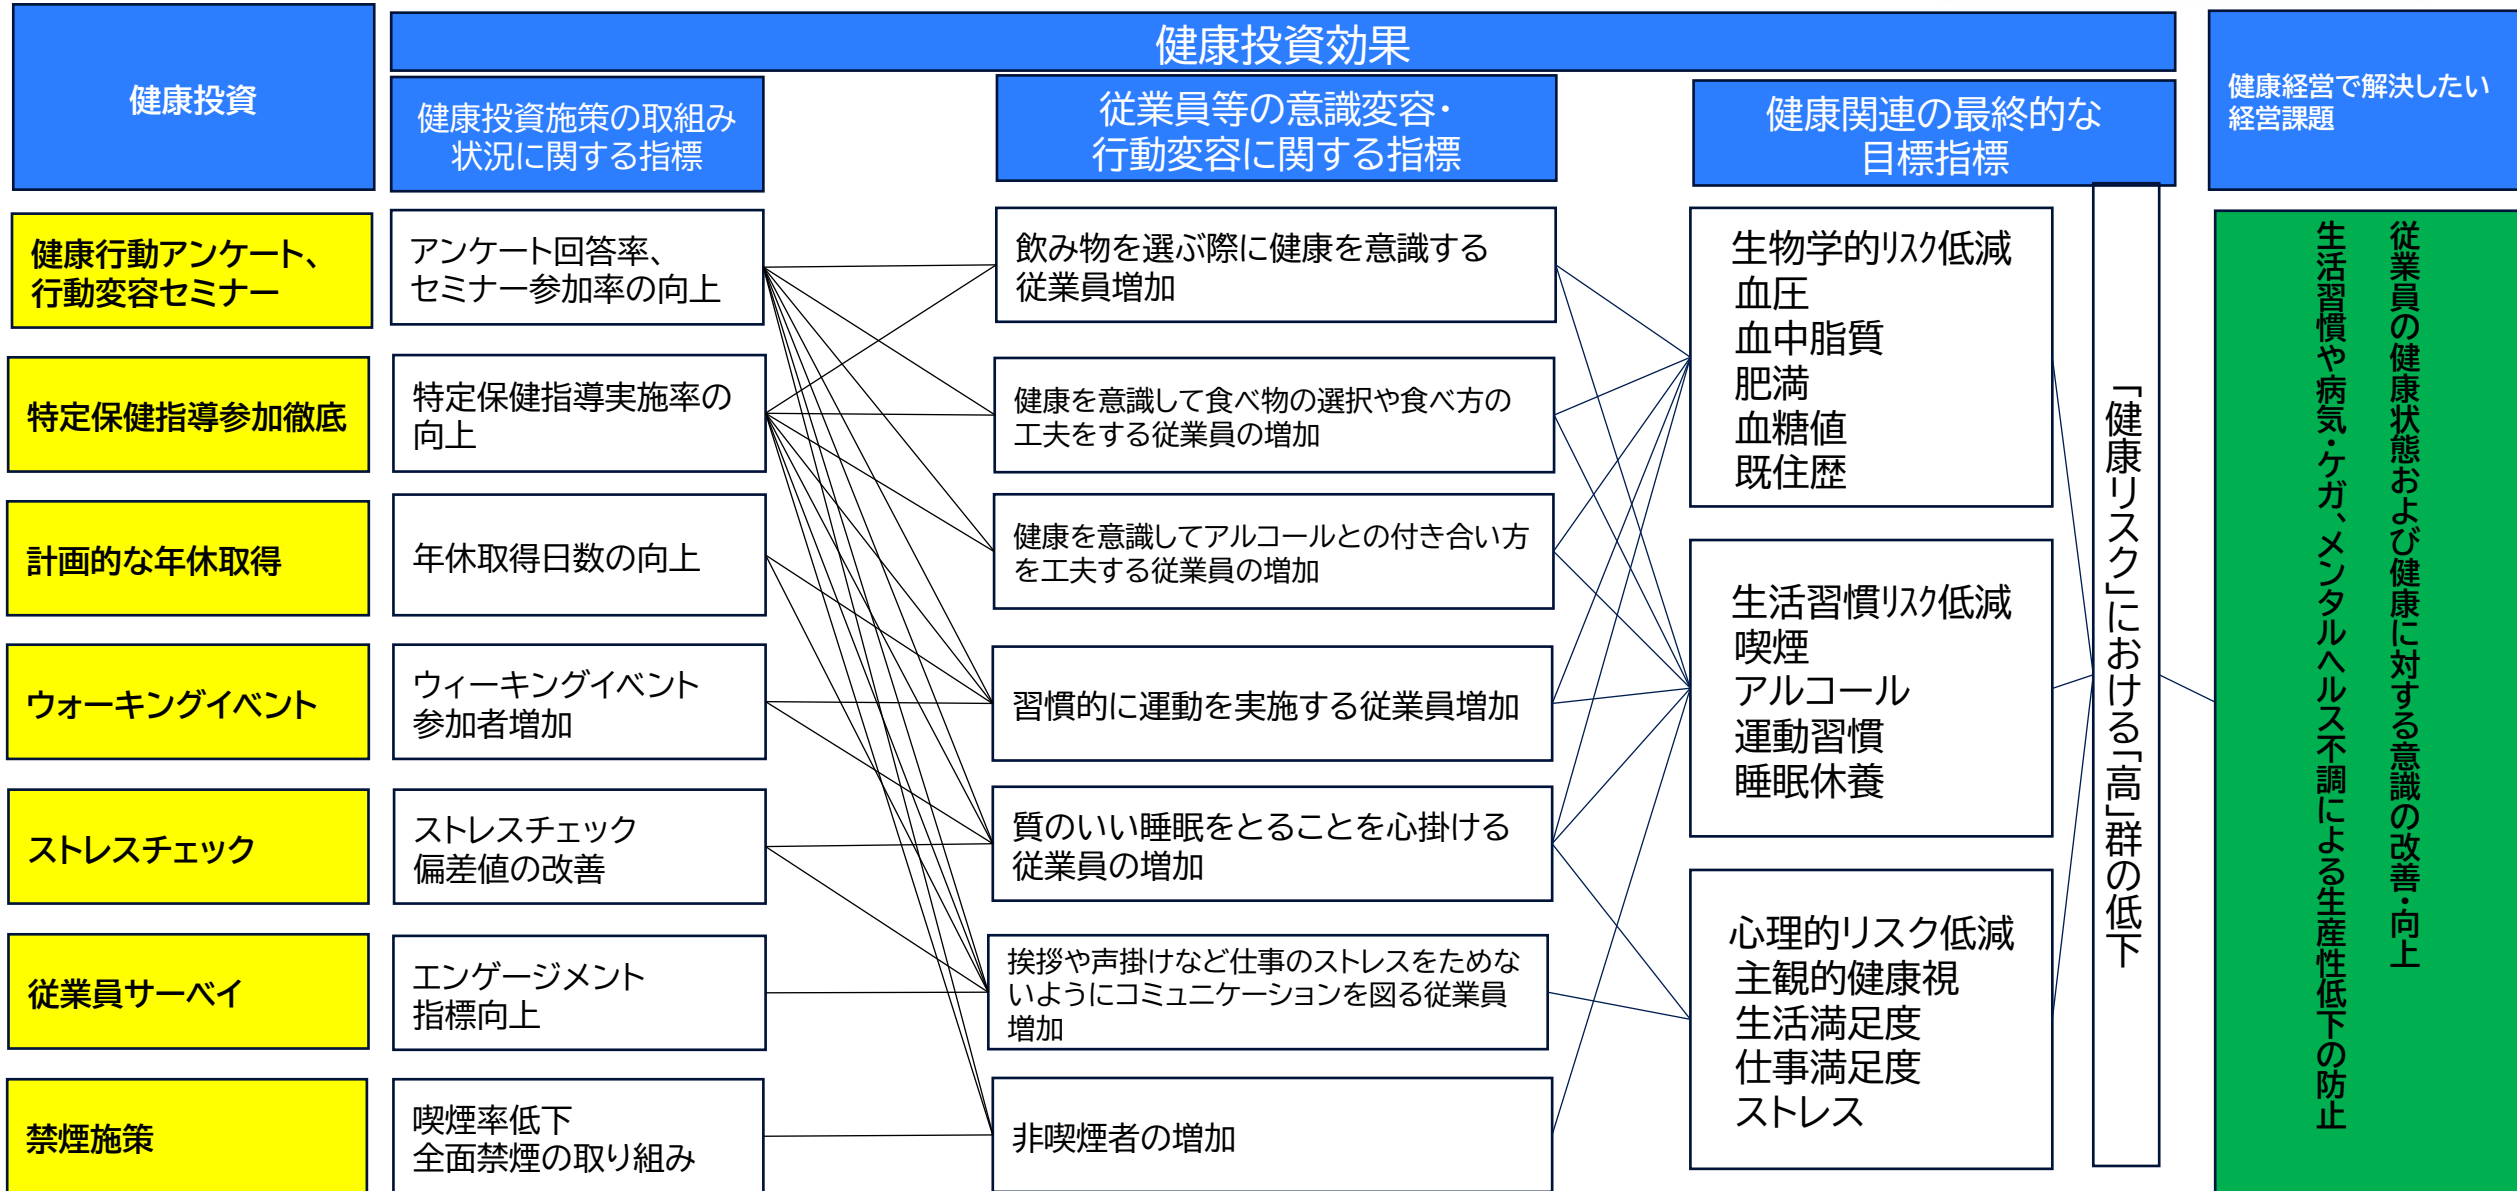 健康投資
健康投資効果
健康投資施策の取組み
状況に関する指標
従業員等の意識変容・
行動変容に関する指標
健康関連の最終的な
目標指標
健康経営で解決したい
経営課題
健康行動アンケート、
行動変容セミナー
アンケート回答率、
セミナー参加率の向上
特定保健指導参加徹底
特定保健指導実施率の
向上
計画的な年休取得
年休取得日数の向上
ウォーキングイベント
ウィーキングイベント
参加者増加
ストレスチェック
ストレスチェック
偏差値の改善
従業員サーベイ
エンゲージメント
指標向上
禁煙施策
喫煙率低下
全面禁煙の取り組み
飲み物を選ぶ際に健康を意識する
従業員増加
健康を意識して食べ物の選択や食べ方の
工夫をする従業員の増加
健康を意識してアルコールとの付き合い方
を工夫する従業員の増加
習慣的に運動を実施する従業員増加
質のいい睡眠をとることを心掛ける
従業員の増加
挨拶や声掛けなど仕事のストレスをためな
いようにコミュニケーションを図る従業員
増加
非喫煙者の増加
生物学的リスク低減
血圧
血中脂質
肥満
血糖値
既住歴
生活習慣リスク低減
喫煙
アルコール
運動習慣
睡眠休養
心理的リスク低減
主観的健康視
生活満足度
仕事満足度
ストレス
「健康リスク」における「高」群の低下
従業員の健康状態および健康に対する意識の改善・向上
生活習慣や病気・ケガ、メンタルヘルス不調による生産性低下の防止